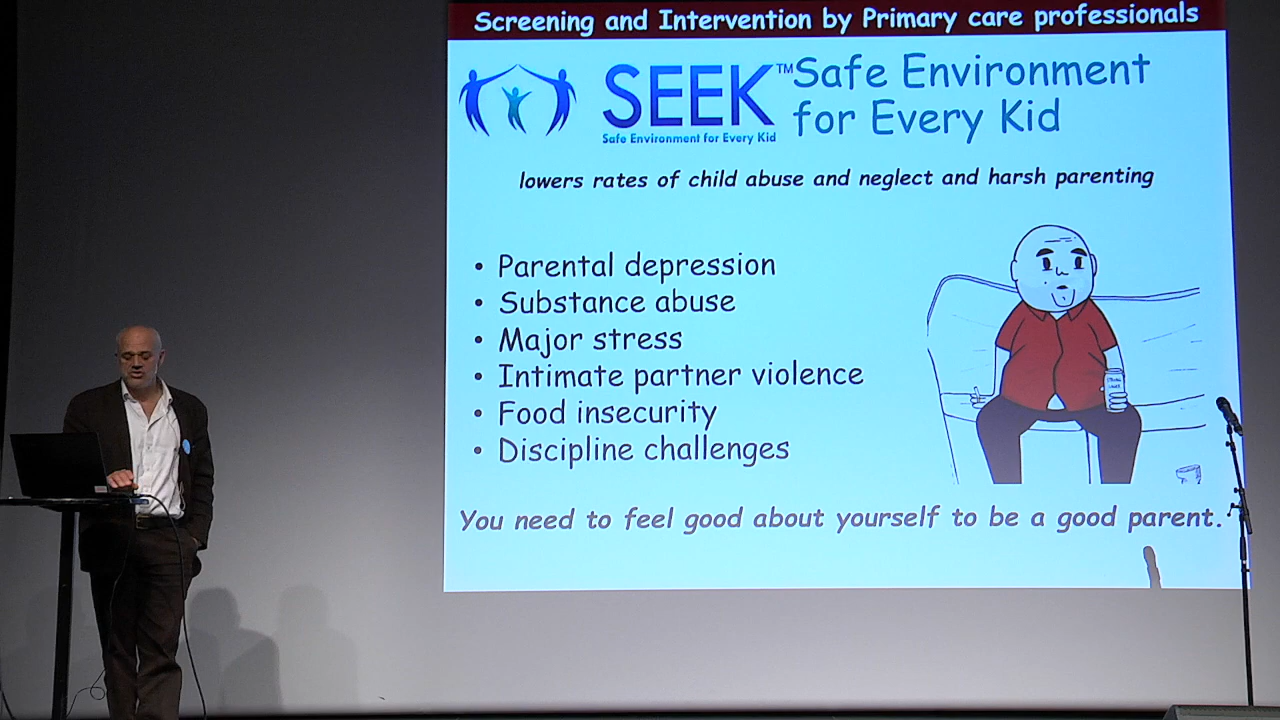 Screening and Intervention by Primary care professionals
SEEK™
Safe Environment for Every Kid
Safe Environment
for Every Kid
lowers rates of child abuse and neglect and harsh parenting
• Parental depression
• Substance abuse
• Major stress
• Intimate partner violence
• Food insecurity
• Discipline challenges
STRONG
You need to feel good about yourself to be a good parent.